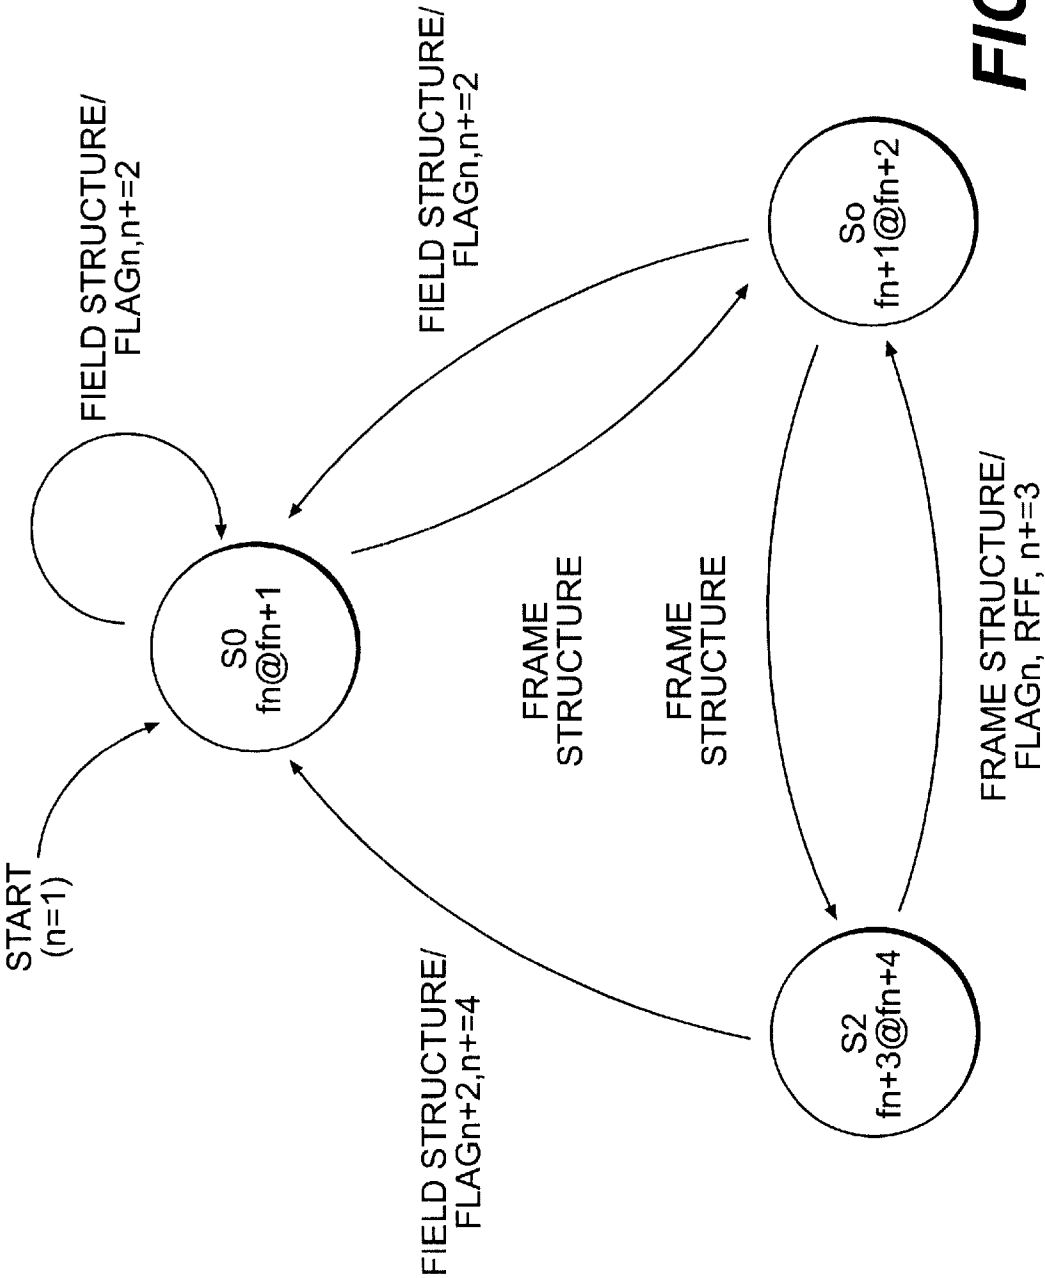 START
(n=1)
FIELD STRUCTURE/
FLAGn,n+=2
S0
fn@fn+1
FIELD STRUCTURE/
FLAGn+2,n+=4
FIELD STRUCTURE/
FLAGn,n+=2
FRAME
STRUCTURE
FRAME
STRUCTURE
S2
fn+3@fn+4
So
fn+1@fn+2
FRAME STRUCTURE/
FLAGn, RFF, n+=3